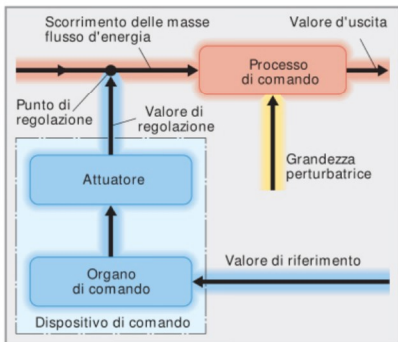 Scorrimento delle masse
flusso d'energia
Valore d'uscita
Processo
di comando
Punto di
regolazione
Valore di
regolazione
Grandezza
perturbatrice
Attuatore
Valore di riferimento
Organo
di comando
Dispositivo di comando